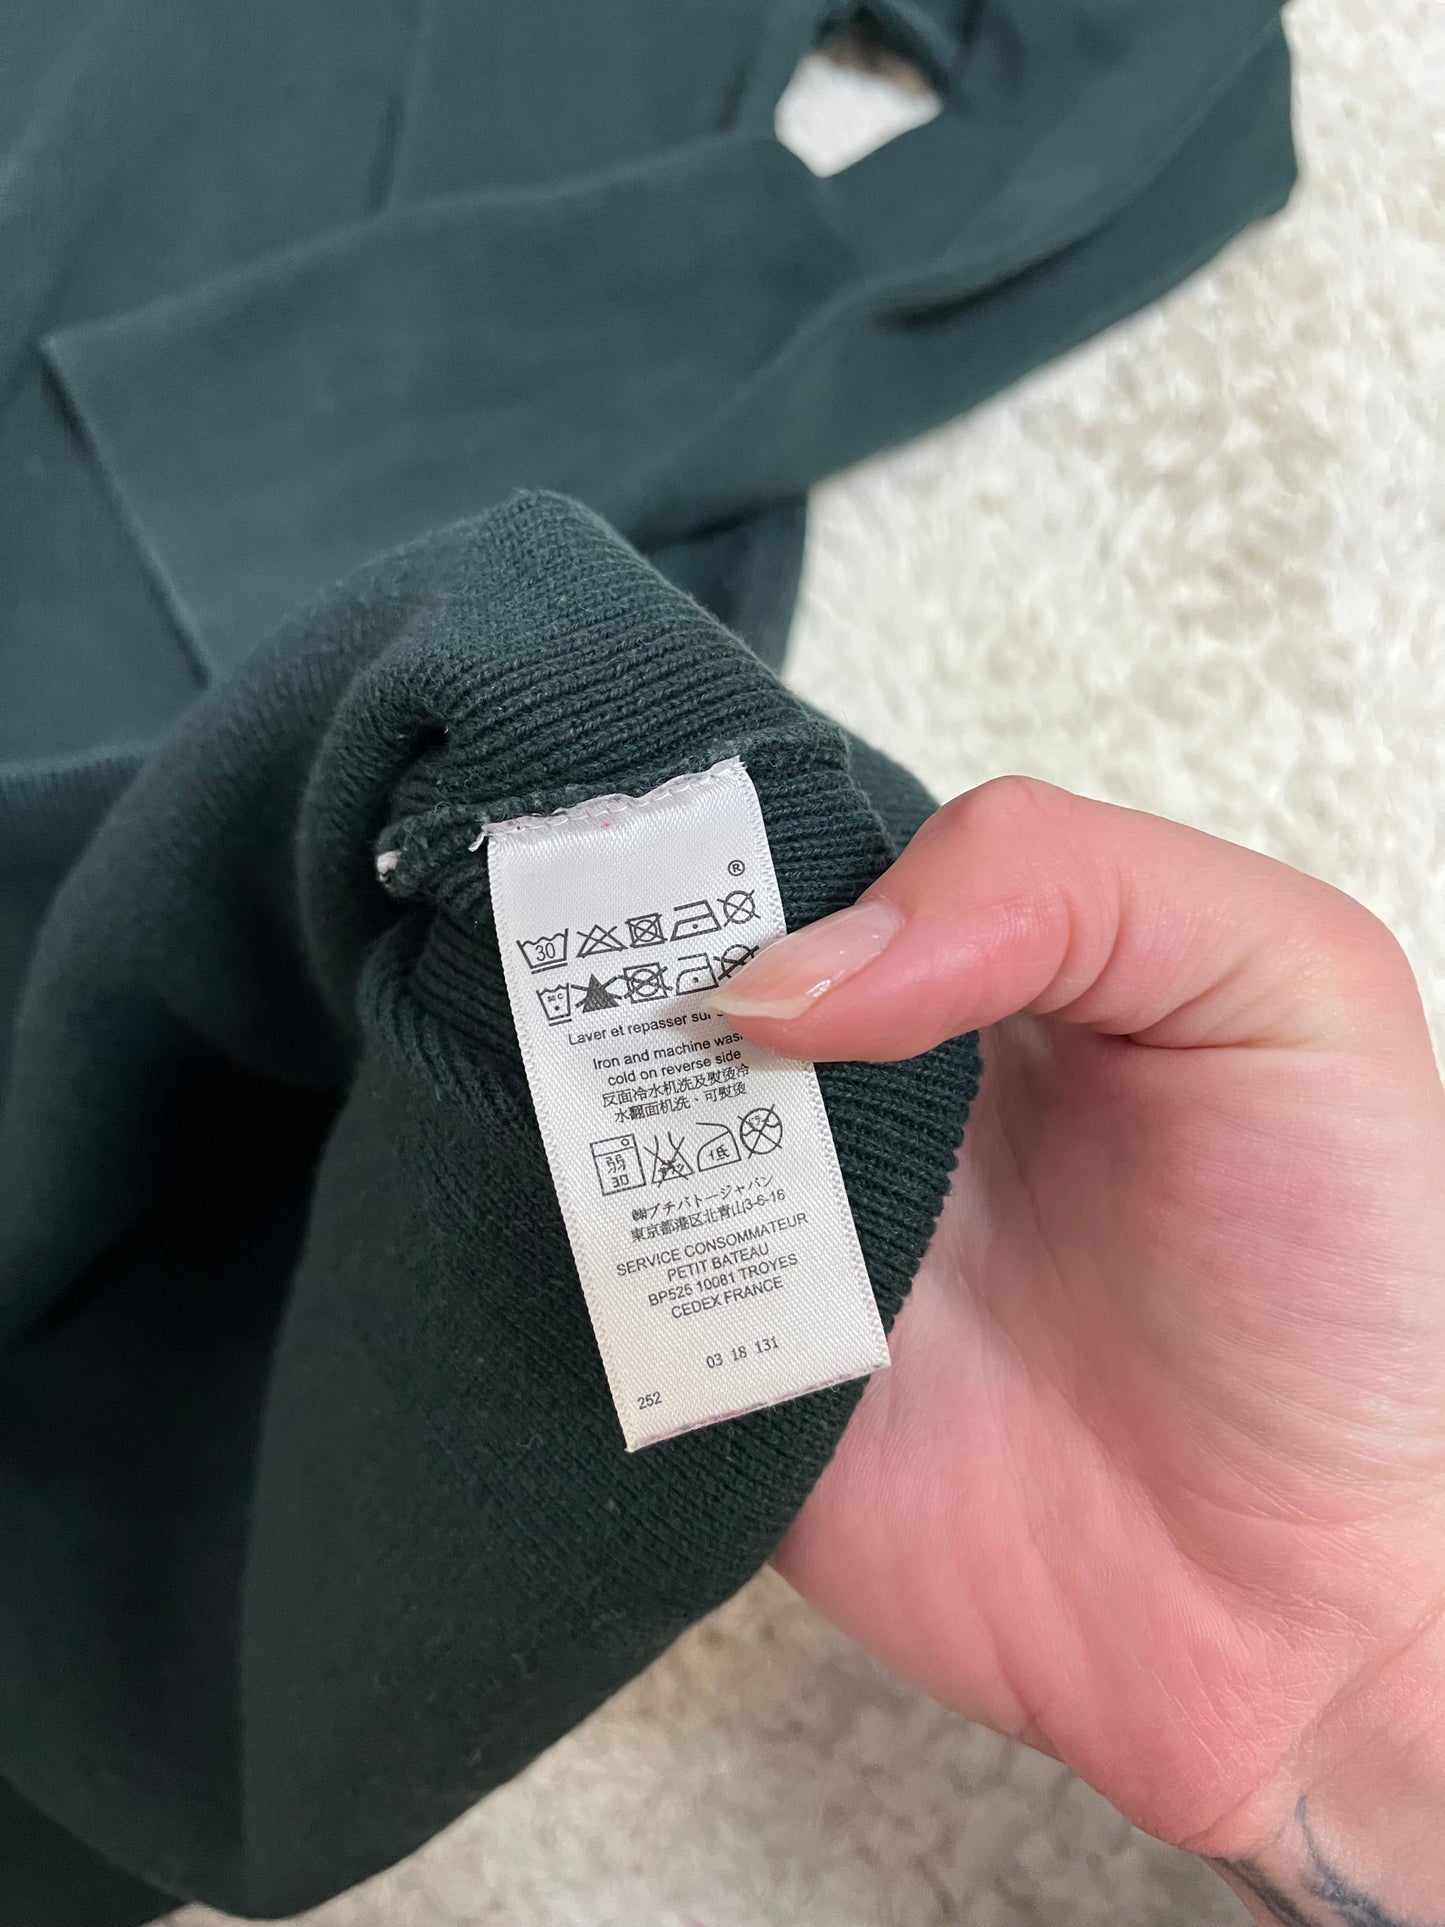 ®
30
30 C
Laver et repasser sur
Iron and machine wash
cold on reverse side
反面冷水机洗及熨烫冷
水翻面机洗、可熨烫
弱
30
低
㈱プチバトージャパン
東京都港区北青山3-6-16
SERVICE CONSOMMATEUR
PETIT BATEAU
BP525 10081 TROYES
CEDEX FRANCE
03 18 131
252